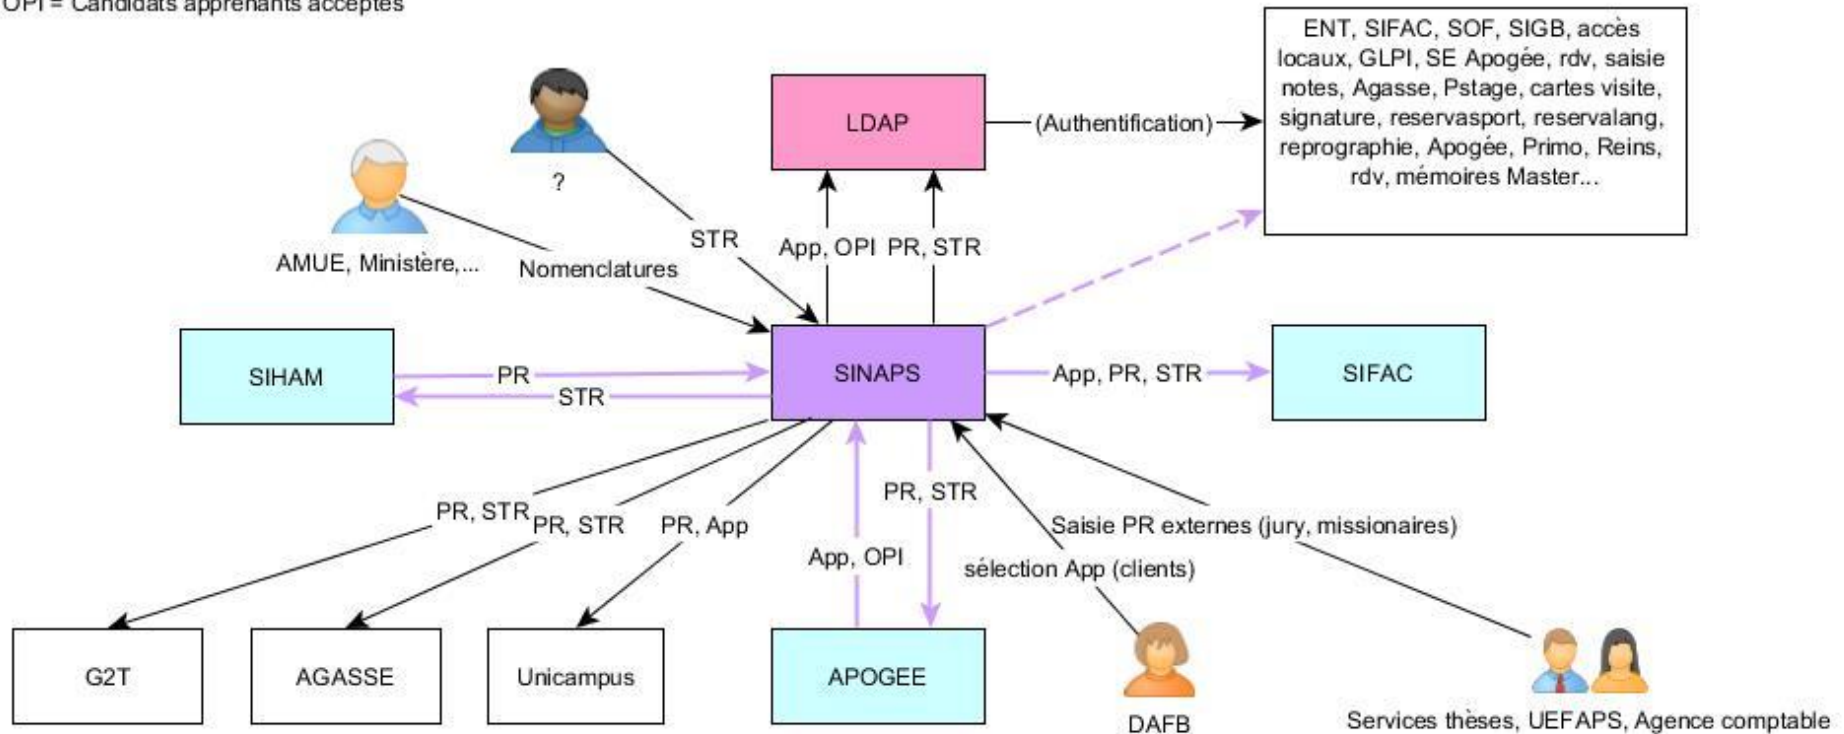 OPI = Candidats apprenants acceptés
ENT, SIFAC, SOF, SIGB, accès
locaux, GLPI, SE Apogée, rdv, saisie
notes, Agasse, Pstage, cartes visite,
signature, reservasport, reservalang,
reprographie, Apogée, Primo, Reins,
rdv, mémoires Master...
LDAP
(Authentification)
?
AMUE, Ministère,...
Nomenclatures
STR
App, OPI
PR, STR
SIHAM
PR
STR
SINAPS
App, PR, STR
SIFAC
PR, STR
PR, STR
PR, App
App, OPI
PR, STR
Saisie PR externes (jury, missionaires)
sélection App (clients)
G2T
AGASSE
Unicampus
APOGEE
DAFB
Services thèses, UEFAPS, Agence comptable